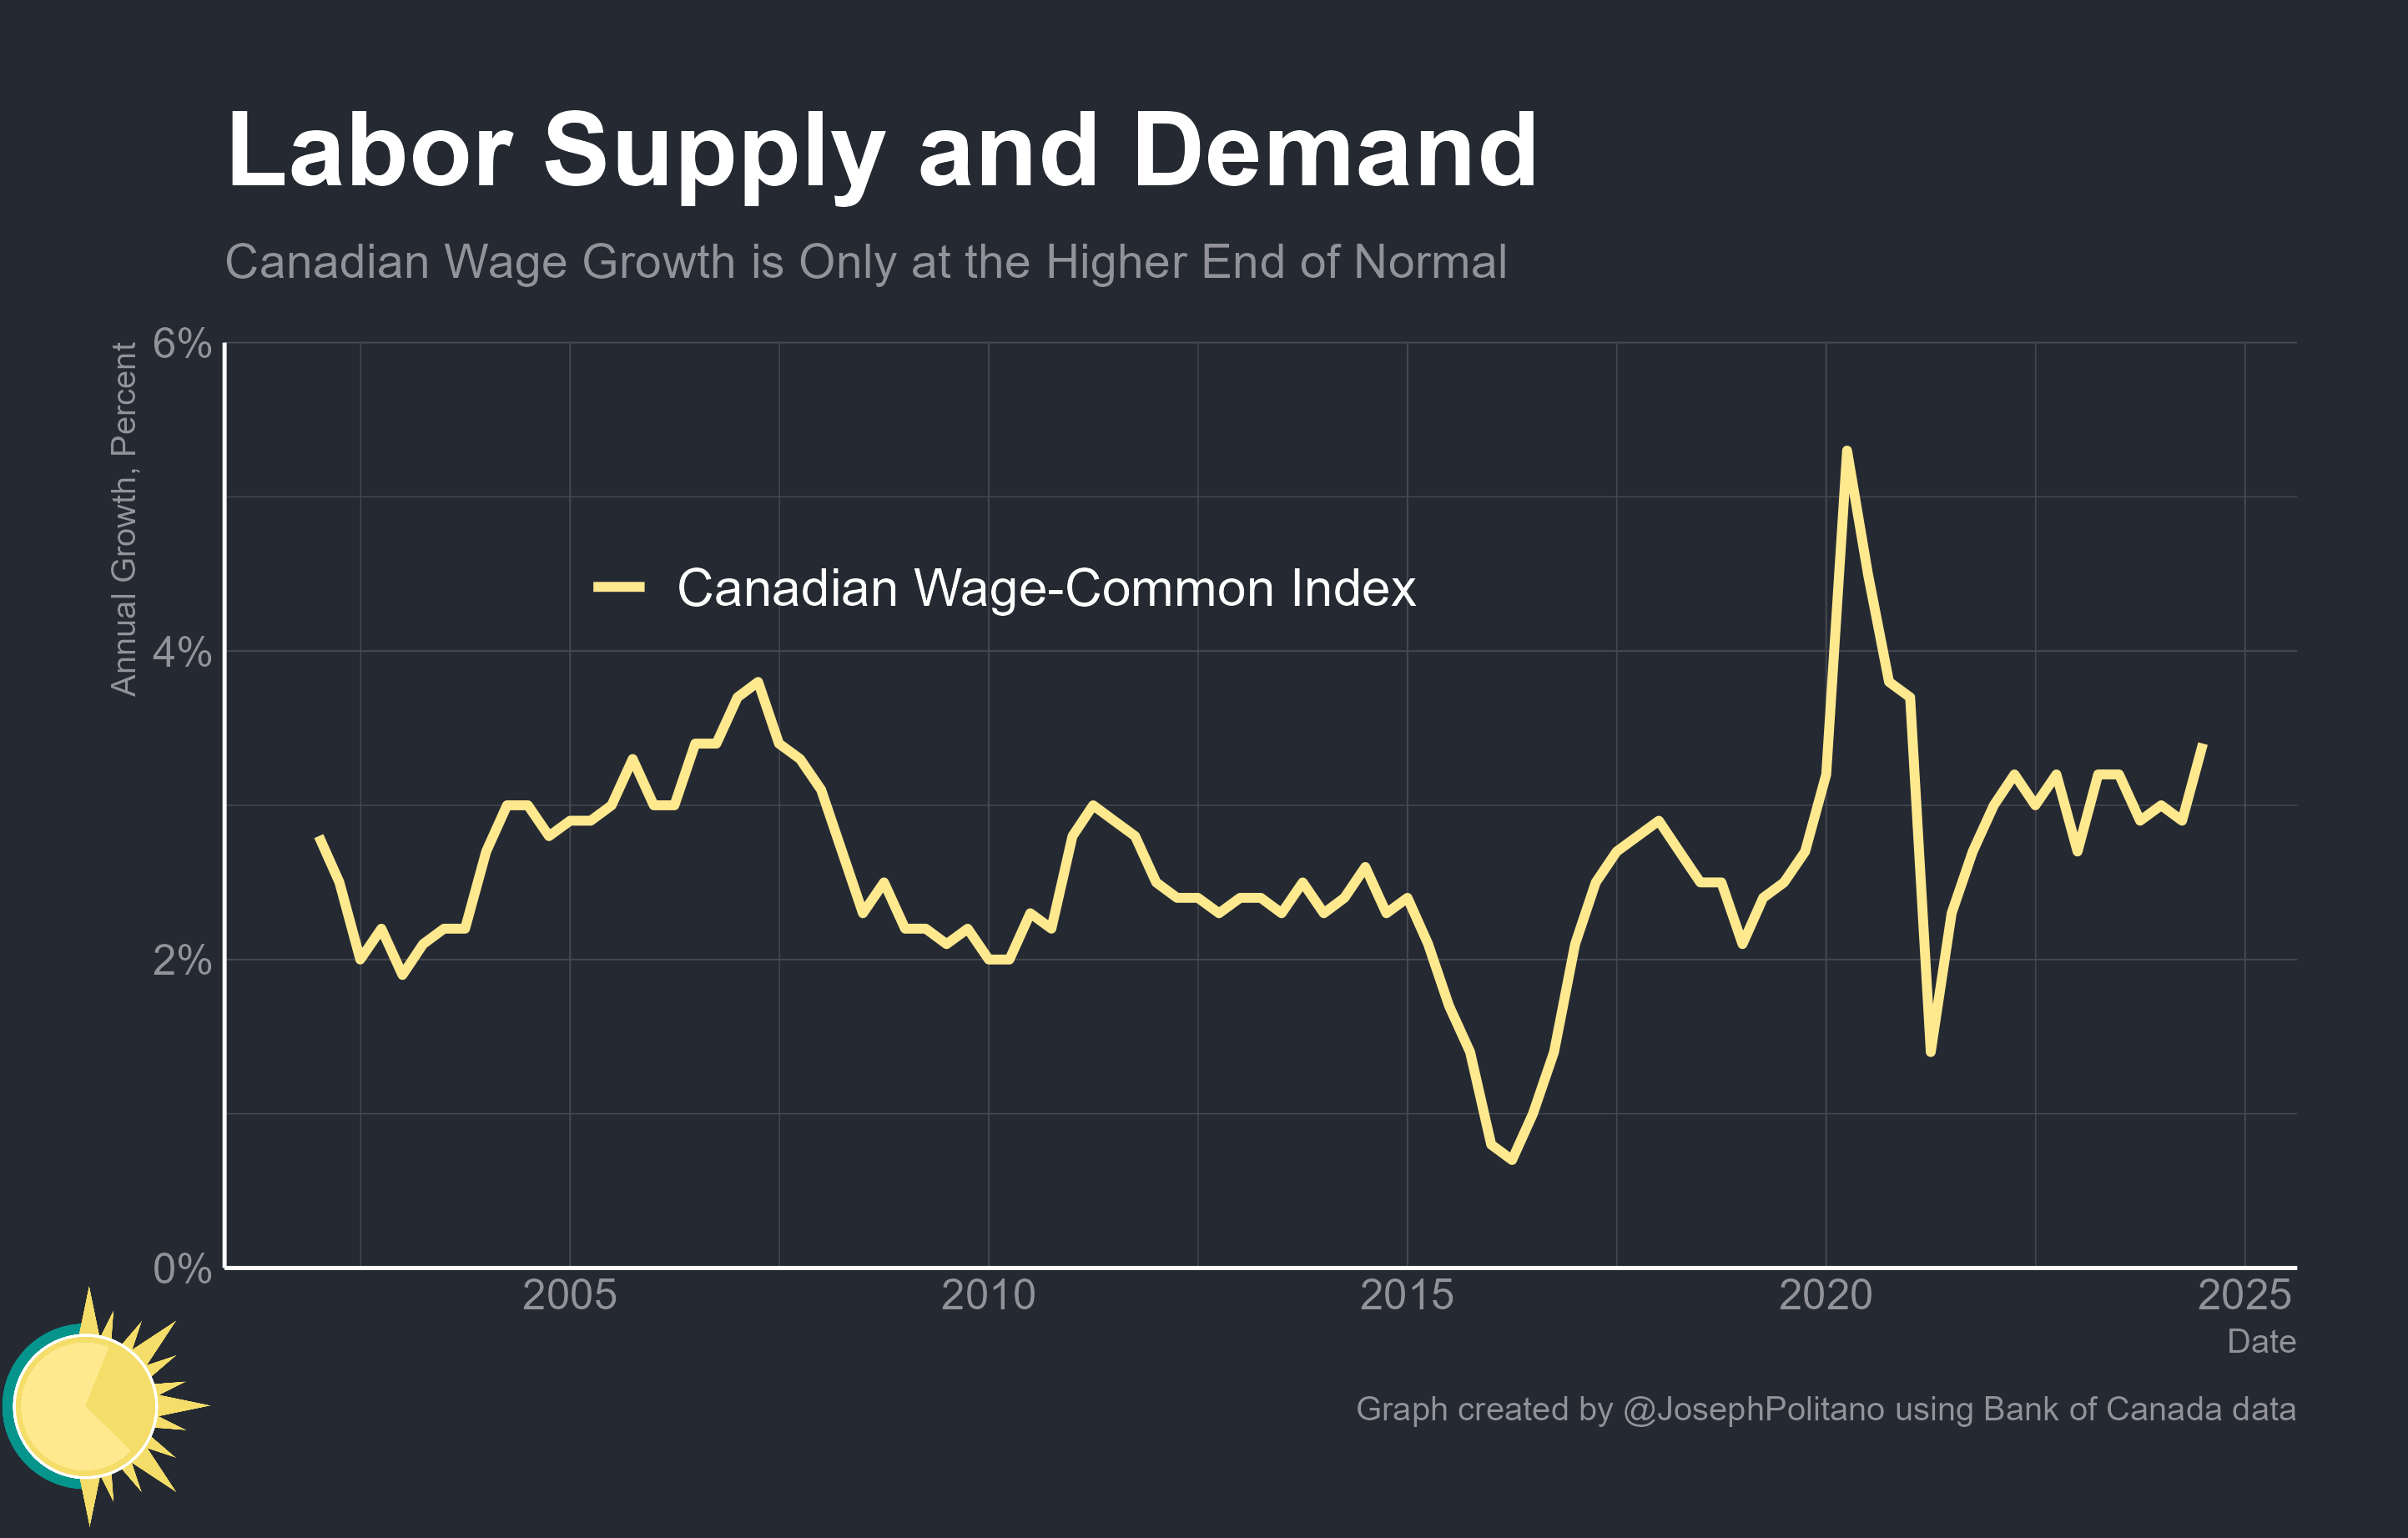 Labor Supply and Demand
Canadian Wage Growth is Only at the Higher End of Normal
Annual Growth, Percent
6%
4%
2%
0%
Canadian Wage-Common Index
2005
2010
2015
2020
2025
Date
Graph created by @JosephPolitano using Bank of Canada data